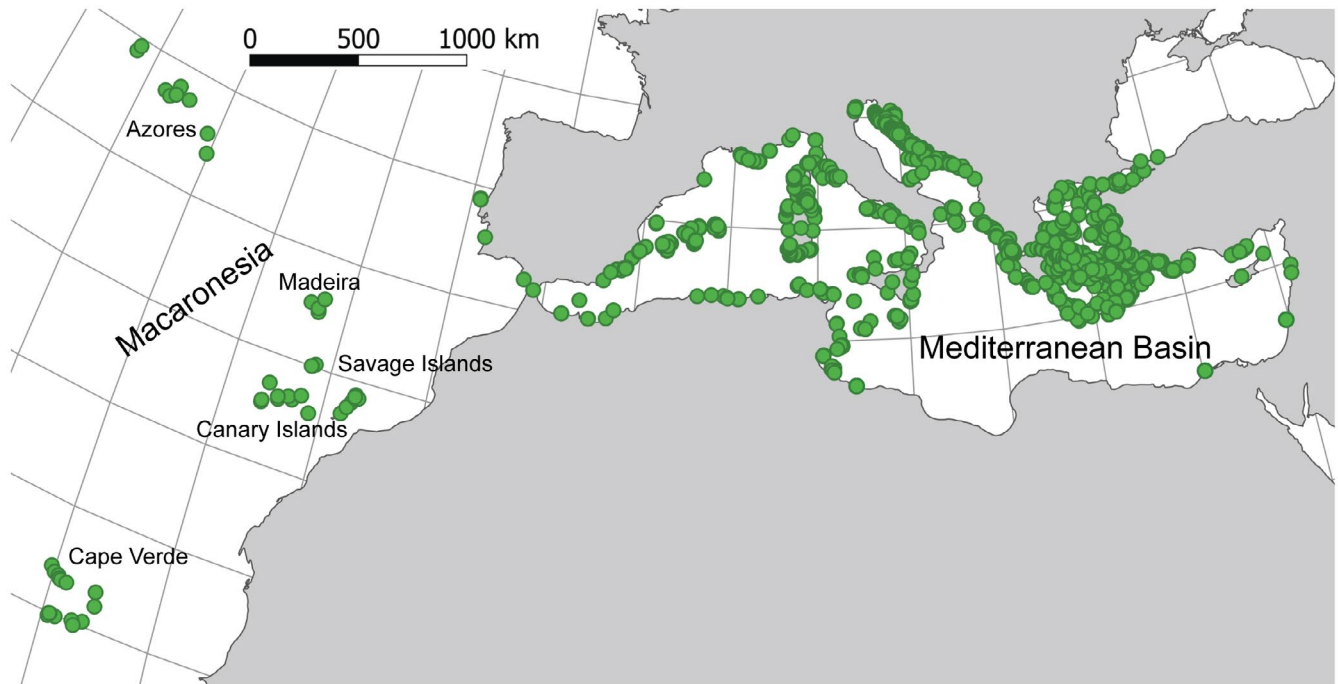 0 500 1000 km
Azores
Macaronesia
Madeira
Savage Islands
Mediterranean Basin
Canary Islands
Cape Verde